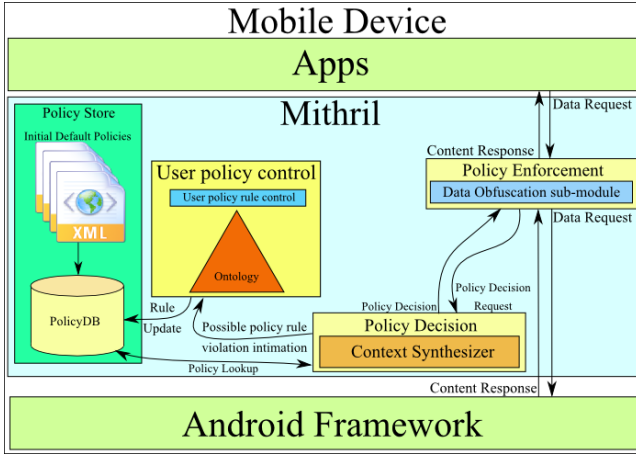 Mobile Device
Apps
Mithril
Policy Store
Initial Default Policies
XML
PolicyDB
User policy control
User policy rule control
Ontology
Rule
Update
Possible policy rule
violation intimation
Policy Lookup
Content Response
Data Request
Policy Enforcement
Data Obfuscation sub-module
Data Request
Policy Decision
Policy Decision
Request
Policy Decision
Context Synthesizer
Content Response
Android Framework